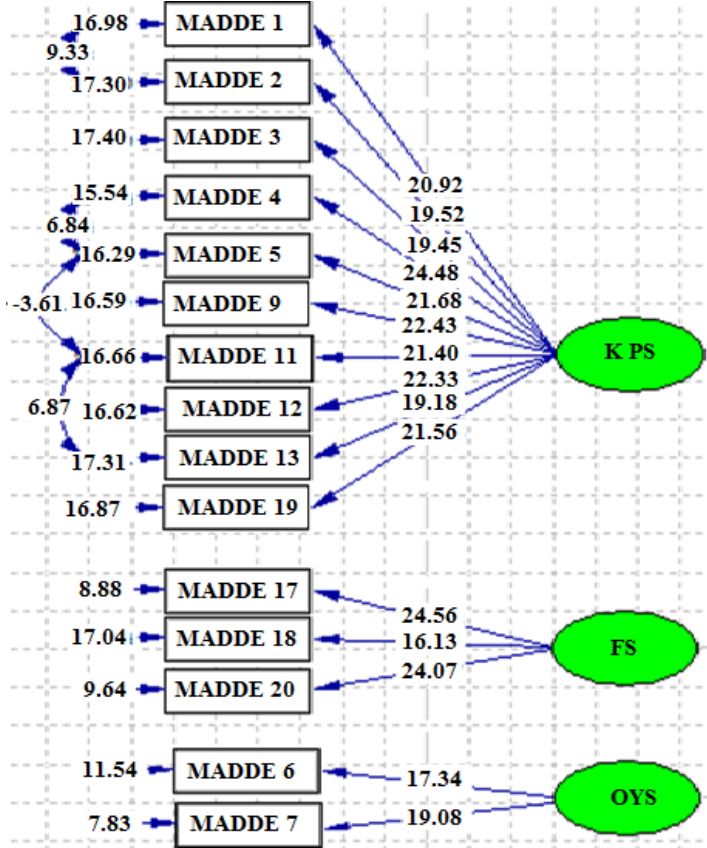 16.98 MADDE 1
9.33
17.30 MADDE 2
17.40 MADDE 3
15.54 MADDE 4
6.84
16.29 MADDE 5
-3.61 16.59 MADDE 9
16.66 MADDE 11
6.87 16.62 MADDE 12
17.31 MADDE 13
16.87 MADDE 19
20.92
19.52
19.45
24.48
21.68
22.43
21.40
22.33
19.18
21.56
K PS
8.88 MADDE 17
17.04 MADDE 18
9.64 MADDE 20
24.56
16.13
24.07
FS
11.54 MADDE 6
7.83 MADDE 7
17.34
19.08
OYS